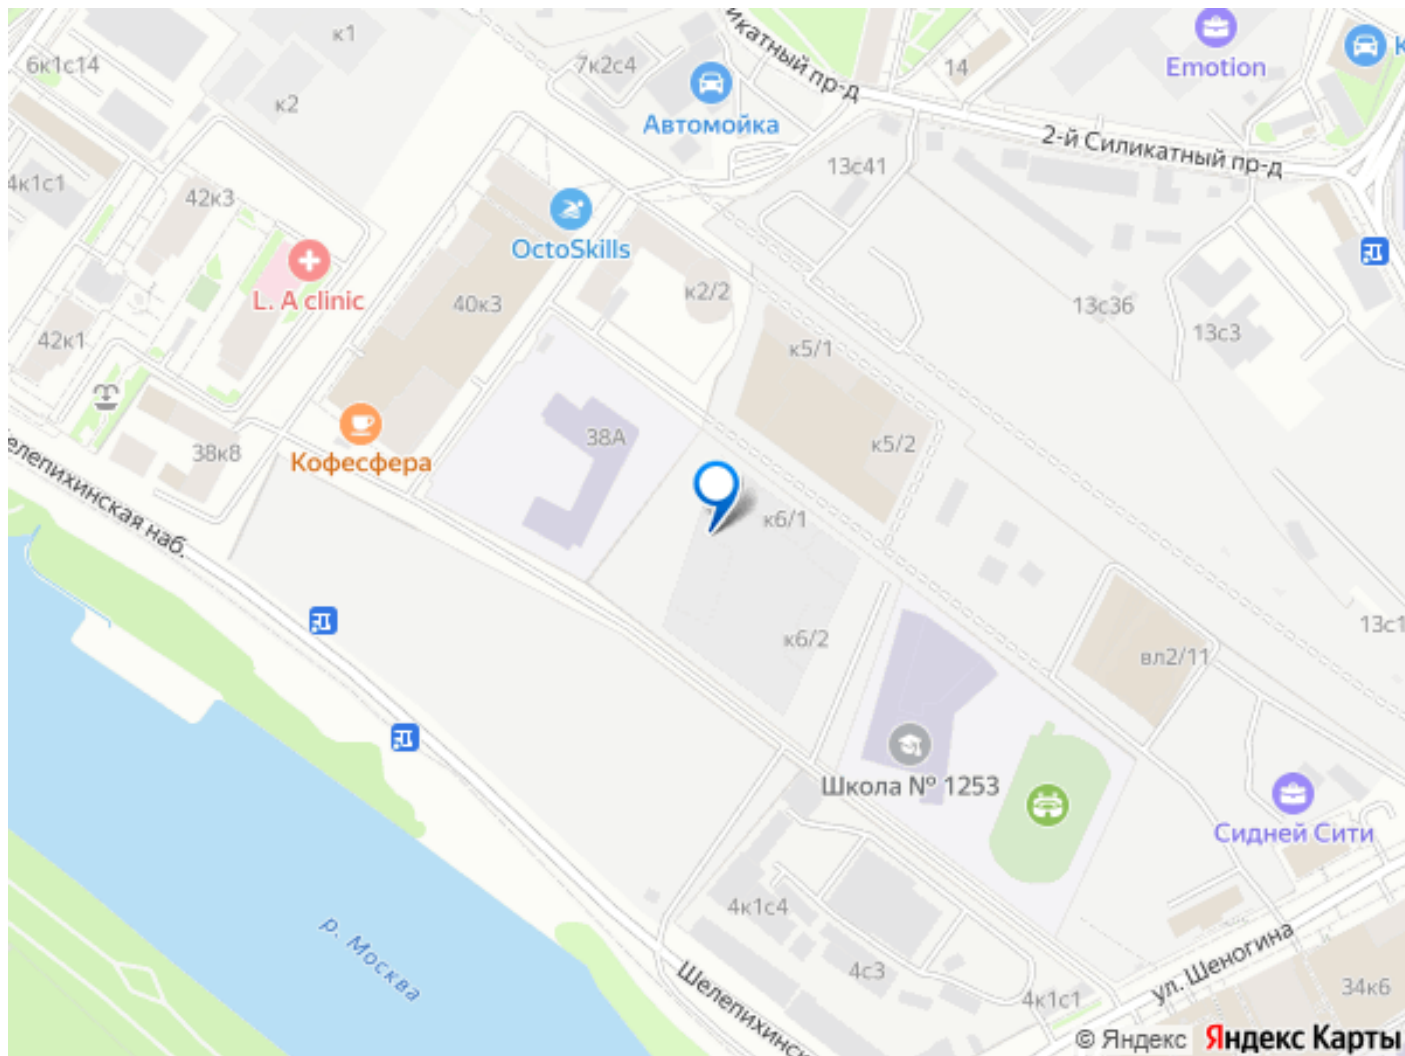 к1
6к1с14
7к2с4
икатный пр-д
14
Emotion
К
к2
Автомойка
2-й Силикатный пр-д
13с41
4к1с1
42к3
OctoSkills
L. A clinic
40к3
к2/2
13с36
13с3
42к1
к5/1
38А
к5/2
38к8
Кофесфера
елепихинская наб.
к6/1
13с1
к6/2
вл2/11
Школа № 1253
Сидней Сити
4к1с4
р. Москва
4с3
ул. Шеногина
34к6
4к1с1
Шелепихинск
© Яндекс Яндекс Карты